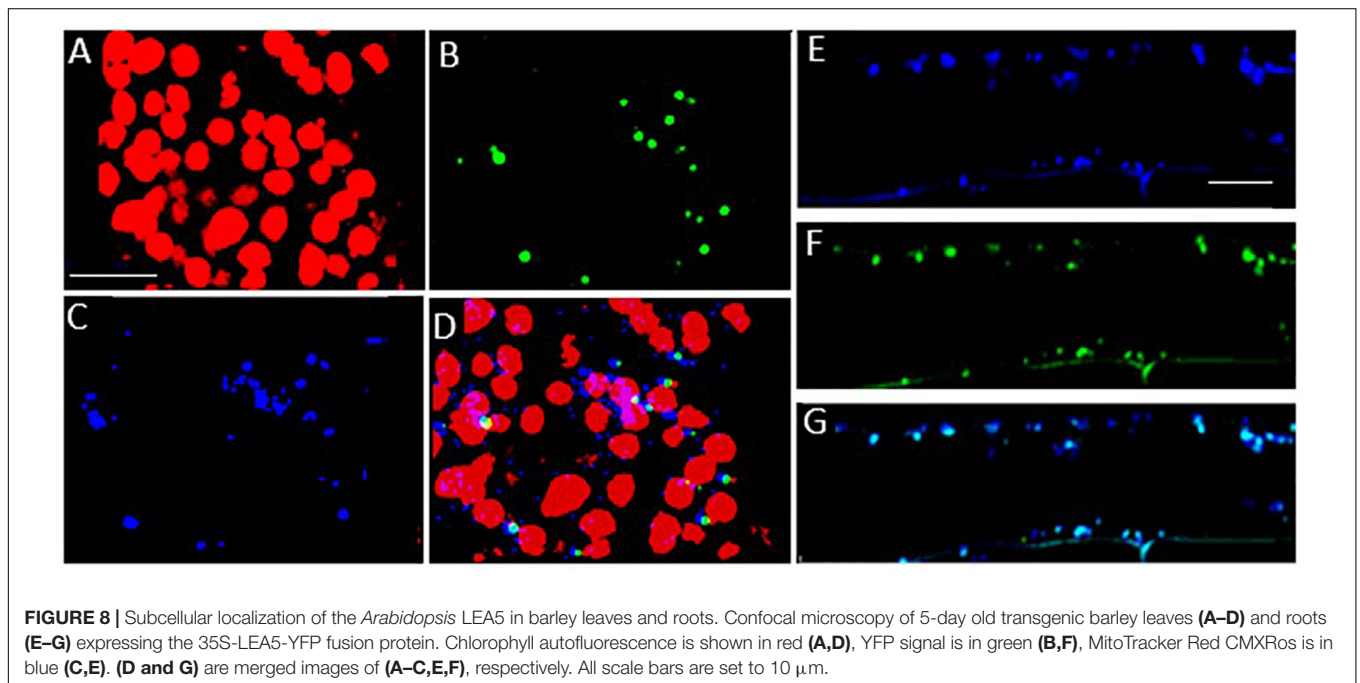 A
B
C
D
E
F
G
FIGURE 8 | Subcellular localization of the Arabidopsis LEA5 in barley leaves and roots. Confocal microscopy of 5-day old transgenic barley leaves (A–D) and roots
(E–G) expressing the 35S-LEA5-YFP fusion protein. Chlorophyll autofluorescence is shown in red (A,D), YFP signal is in green (B,F), MitoTracker Red CMXRos is in
blue (C,E). (D and G) are merged images of (A–C,E,F), respectively. All scale bars are set to 10 μm.